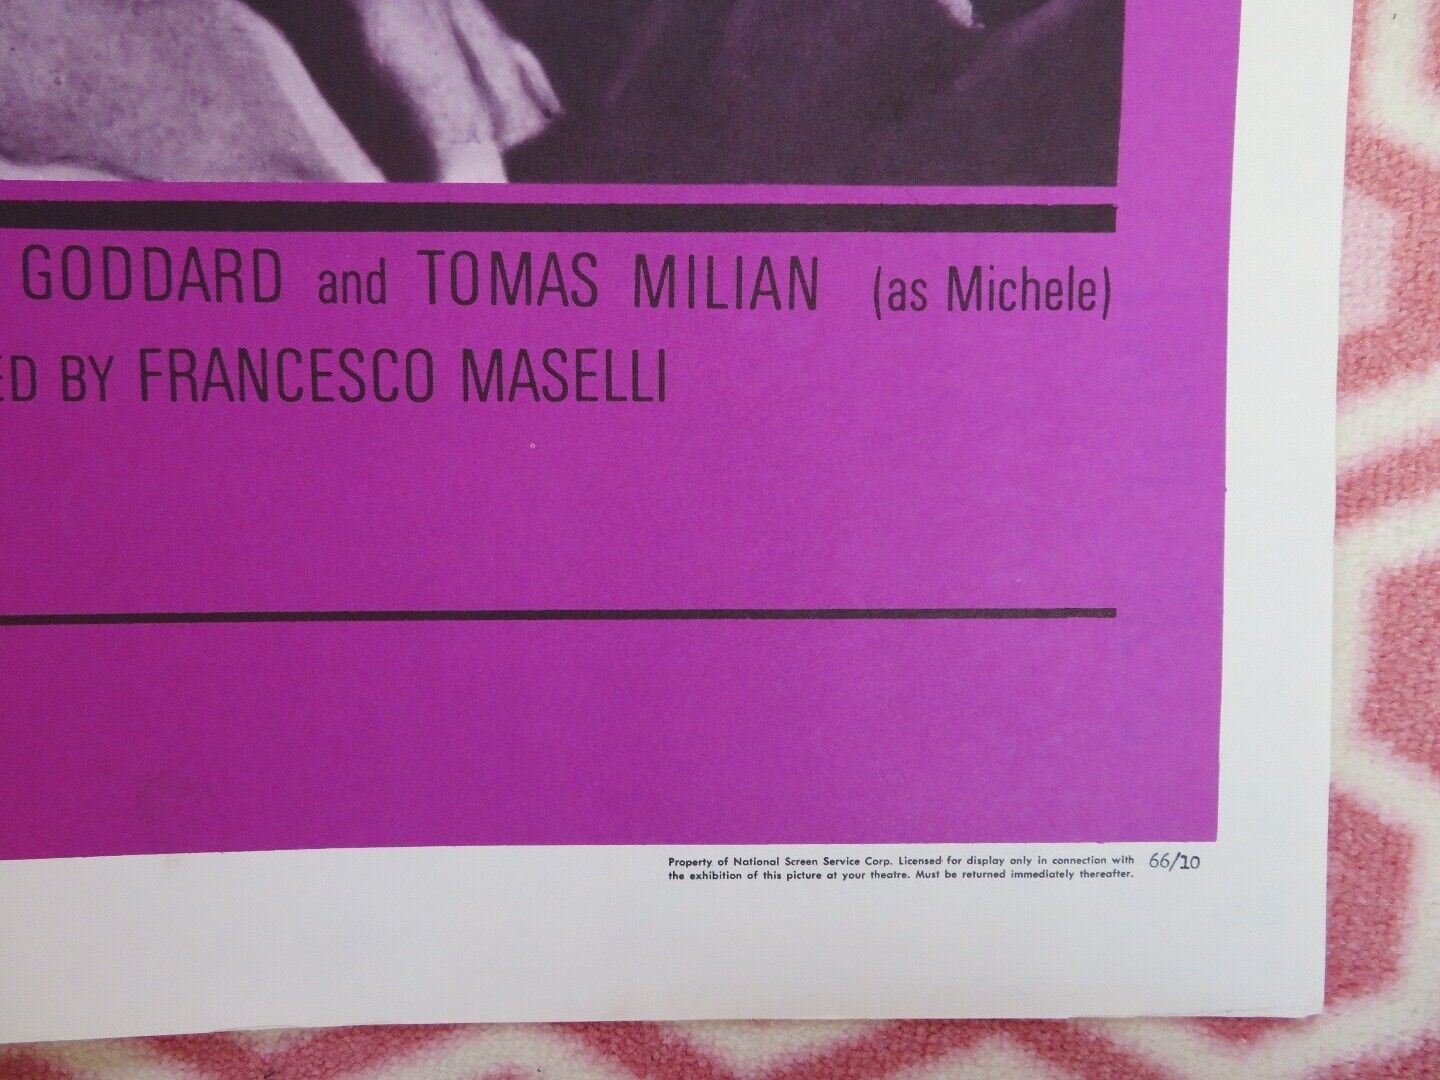 GODDARD and TOMAS MILIAN (as Michele)
ED BY FRANCESCO MASELLI
Property of National Screen Service Corp. Licensed for display only in connection with
the exhibition of this picture at your theatre. Must be returned immediately thereafter.
66/10